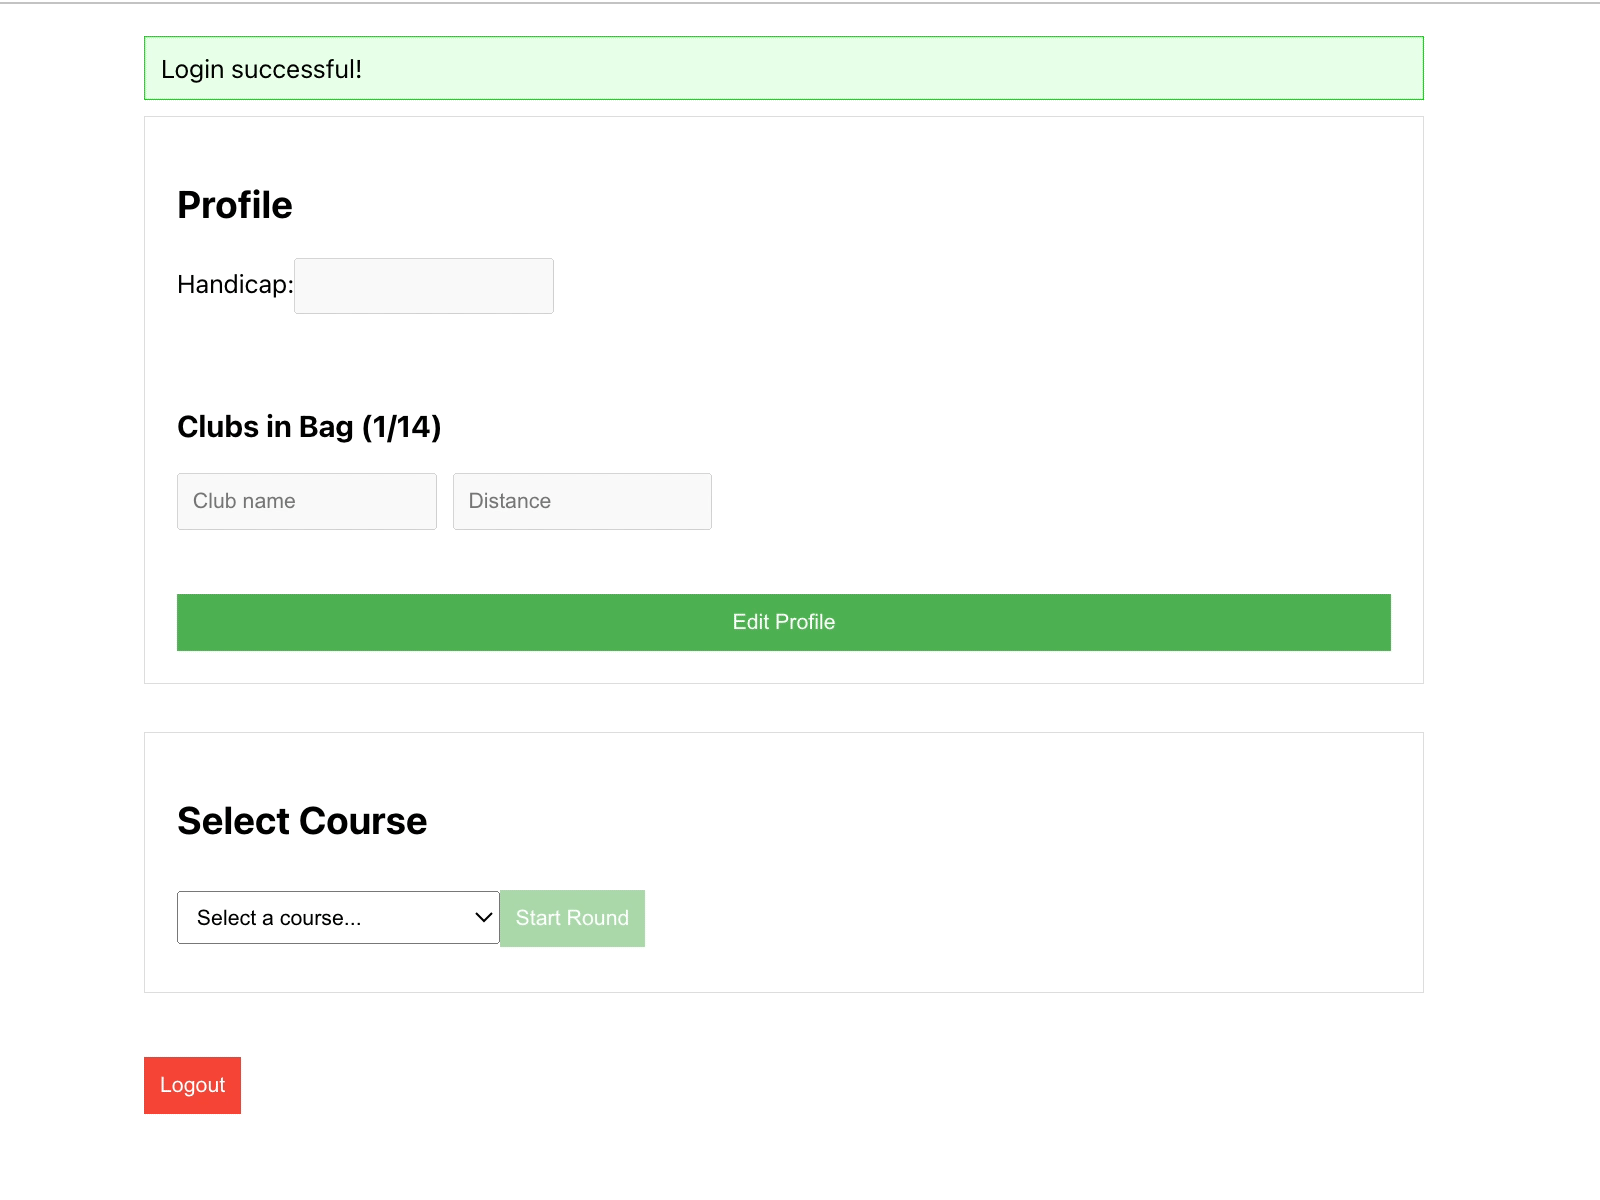 Login successful!
Profile
Handicap:
Clubs in Bag (1/14)
Club name Distance
Edit Profile
Select Course
Select a course... Start Round
Logout